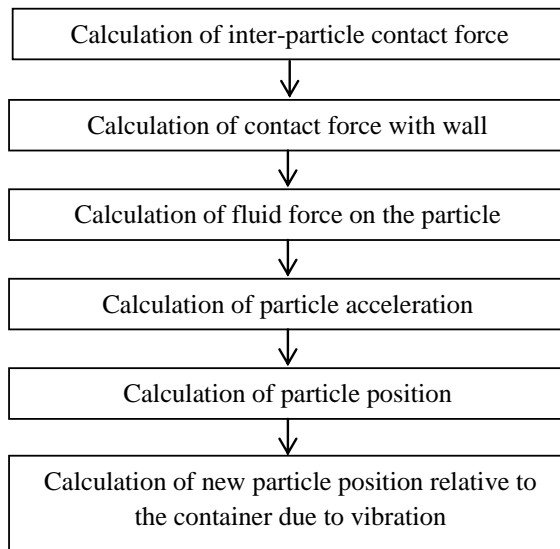 Calculation of inter-particle contact force
Calculation of contact force with wall
Calculation of fluid force on the particle
Calculation of particle acceleration
Calculation of particle position
Calculation of new particle position relative to
the container due to vibration